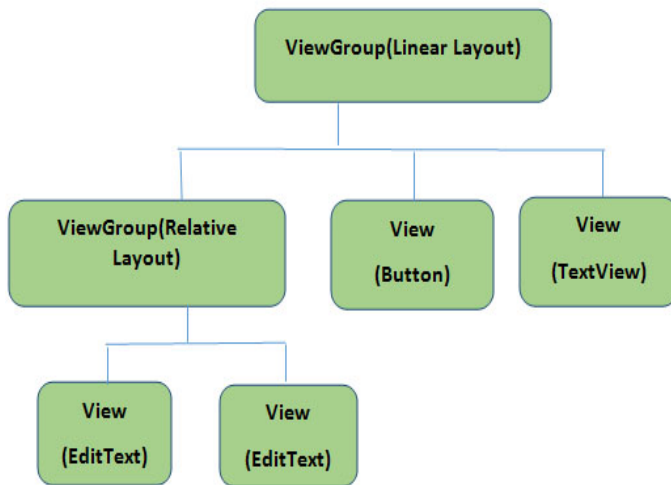 ViewGroup(Linear Layout)
ViewGroup(Relative
Layout)
View
(Button)
View
(TextView)
View
(EditText)
View
(EditText)